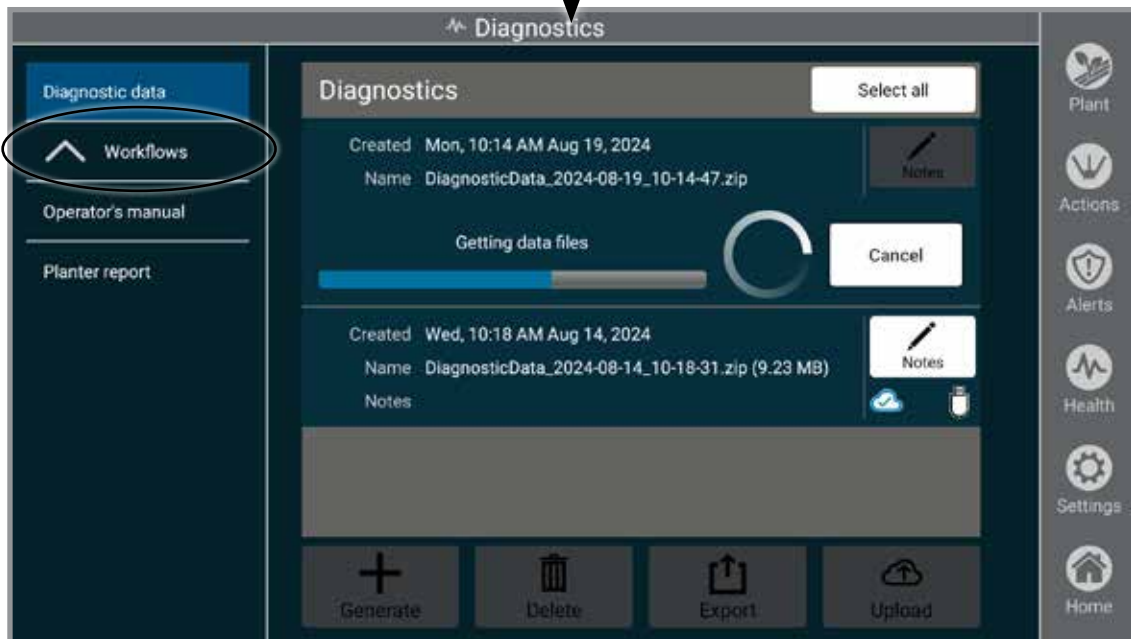 Diagnostics
Diagnostic data
Workflows
Operator's manual
Planter report
Diagnostics
Select all
Created Mon, 10:14 AM Aug 19, 2024
Name DiagnosticData_2024-08-19_10-14-47.zip
Notes
Getting data files
Cancel
Created Wed, 10:18 AM Aug 14, 2024
Name DiagnosticData_2024-08-14_10-18-31.zip (9.23 MB)
Notes
Notes
Generate
Delete
Export
Upload
Plant
Actions
Alerts
Health
Settings
Home